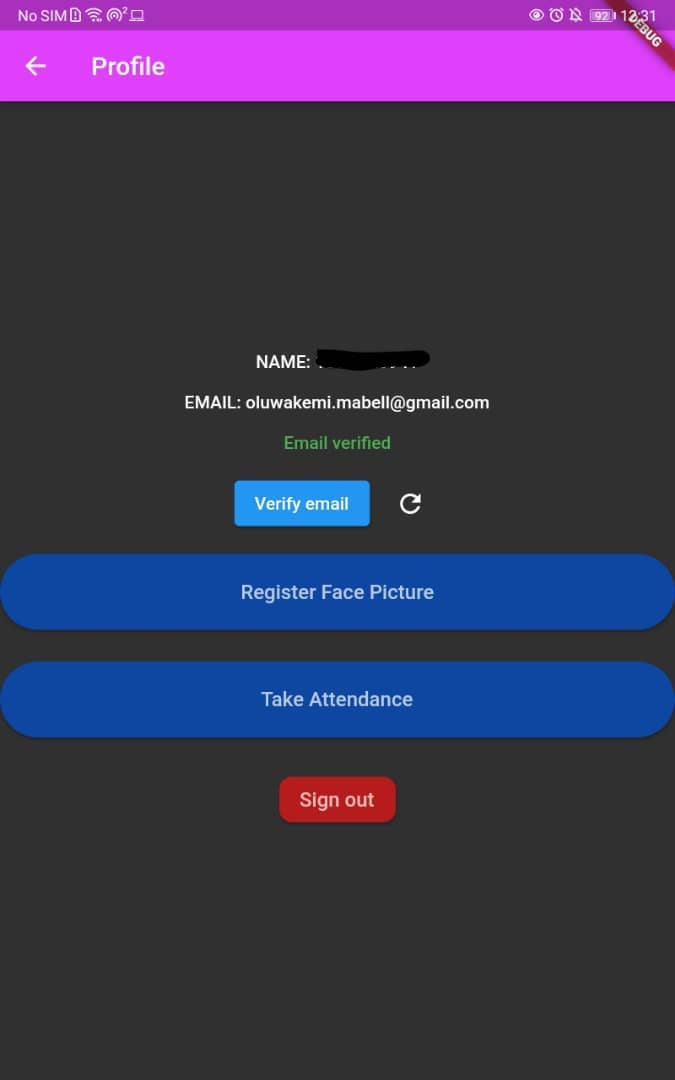 No SIM 2 92 12:31
DEBUG
Profile
NAME:
EMAIL: oluwakemi.mabell@gmail.com
Email verified
Verify email
Register Face Picture
Take Attendance
Sign out